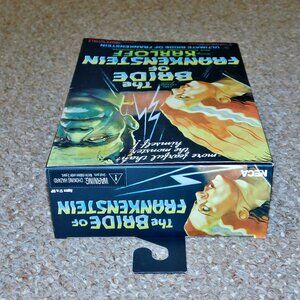 ULTIMATE BRIDE OF FRANKENSTEIN
KARLOFF
THE
BRIDE
OF
FRANKENSTEIN
more fearful than
the monster
himself!
NECA
WARNING
CHOKING HAZARD
THE
BRIDE OF
FRANKENSTEIN